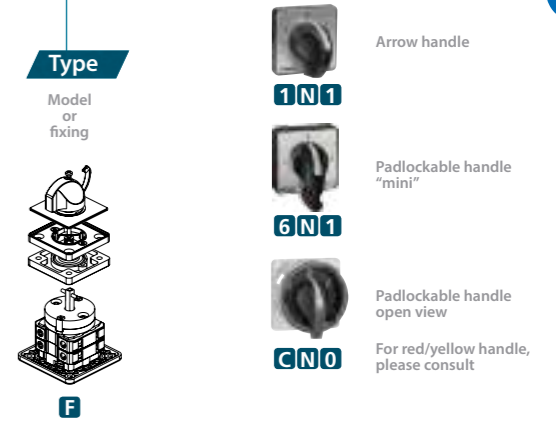 Type
Model
or
fixing
F
Arrow handle
1N1
Padlockable handle
“mini”
6N1
Padlockable handle
open view
CN0
For red/yellow handle,
please consult